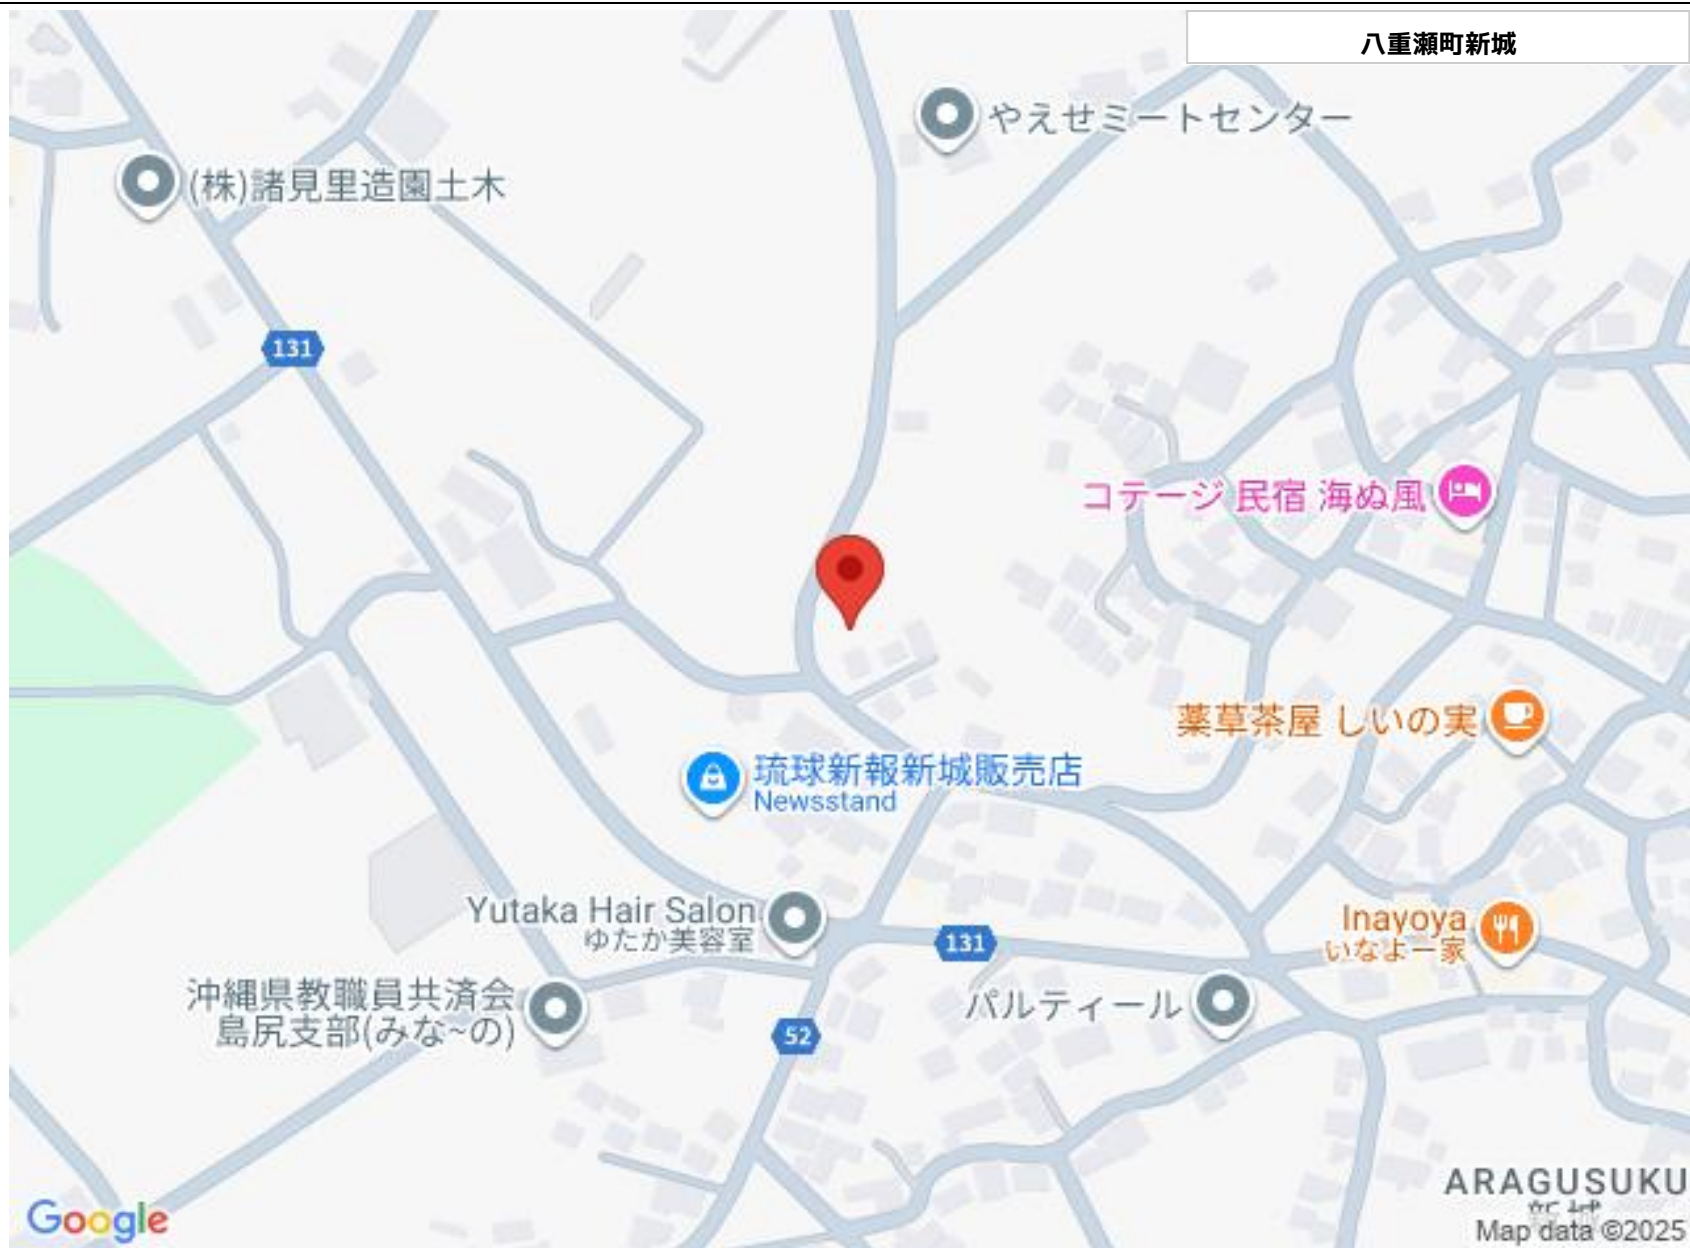 八重瀬町新城
やえせミートセンター
(株)諸見里造園土木
131
コテージ 民宿 海ぬ風
薬草茶屋 しいの実
琉球新報新城販売店
Newsstand
Yutaka Hair Salon
ゆたか美容室
131
Inayoya
いなよー家
沖縄県教職員共済会
島尻支部(みな~の)
パルティール
52
ARAGUSUKU
新城
Google
Map data ©2025